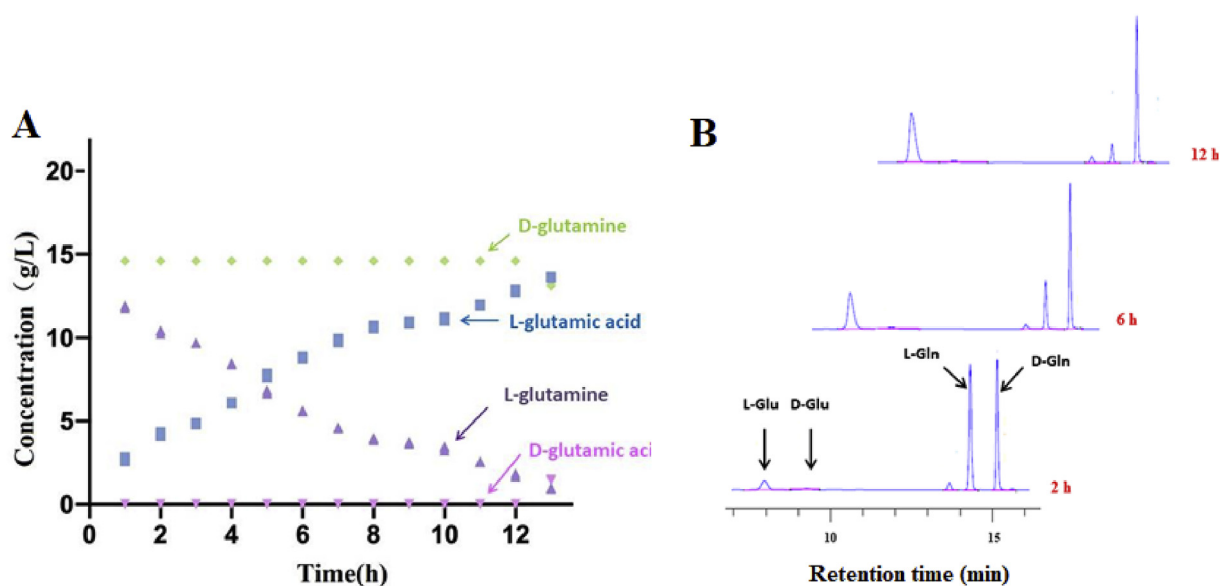 A
Concentration (g/L)
20
15
10
5
0
0 2 4 6 8 10 12
Time(h)
D-glutamine
L-glutamic acid
L-glutamine
D-glutamic aci
B
12 h
6 h
L-Gln
D-Gln
L-Glu
D-Glu
2 h
10 15
Retention time (min)